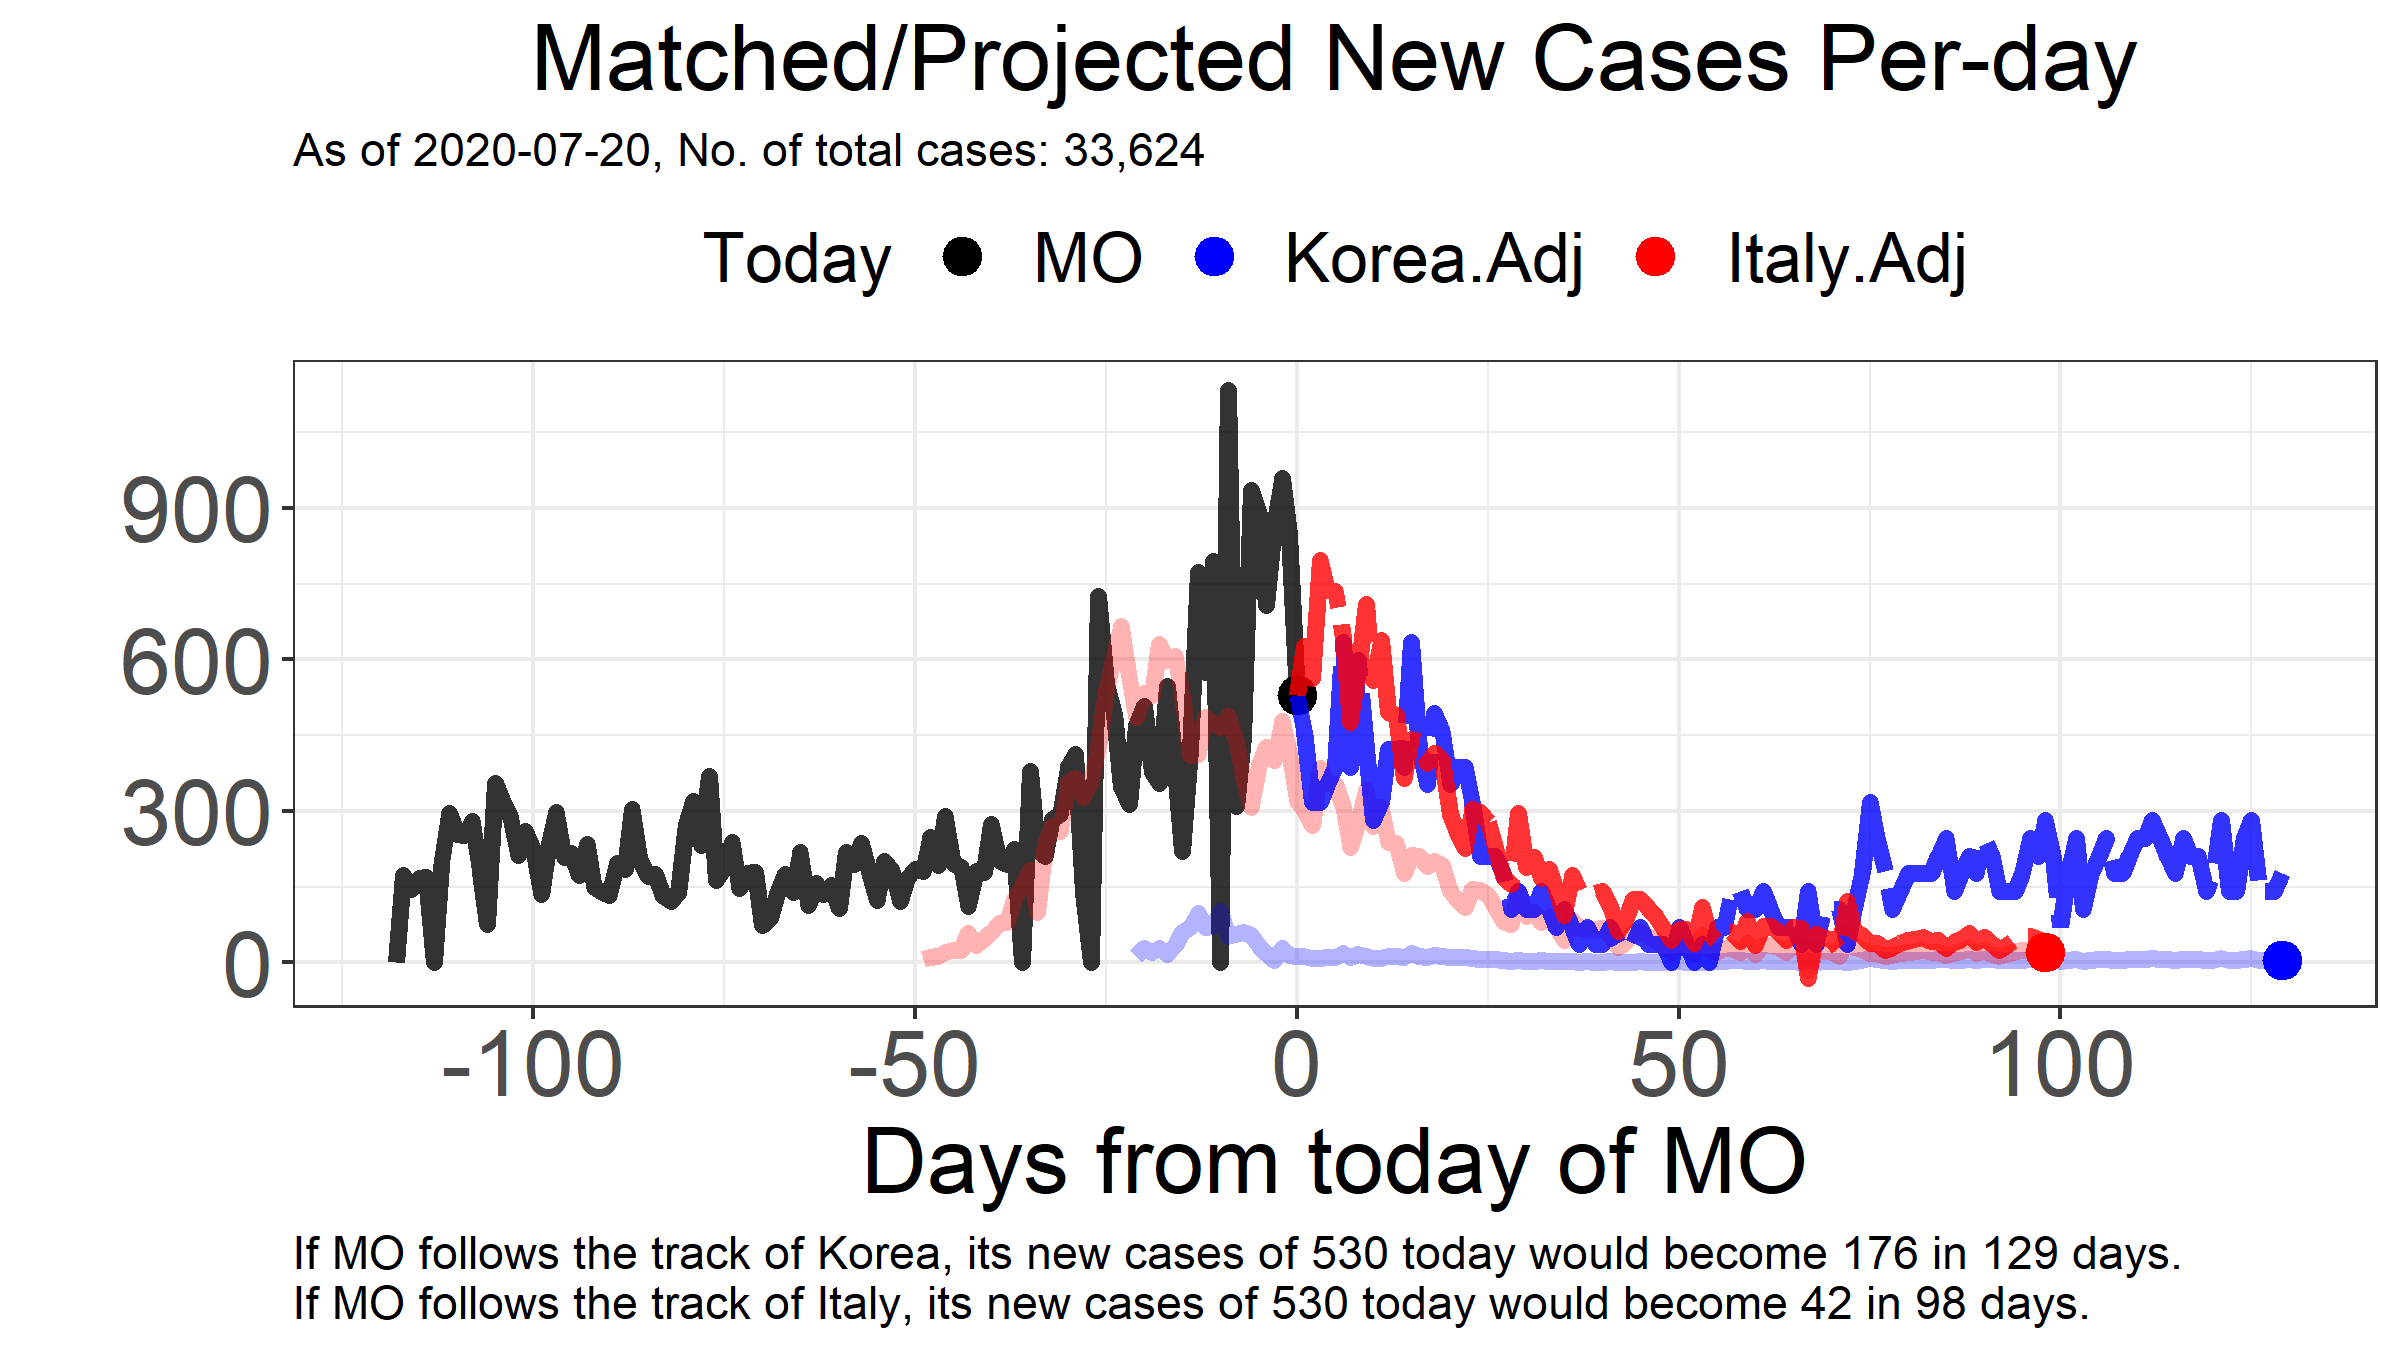 Matched/Projected New Cases Per-day
As of 2020-07-20, No. of total cases: 33,624
Today MO Korea.Adj Italy.Adj
900
600
300
0
-100 -50 0 50 100
Days from today of MO
If MO follows the track of Korea, its new cases of 530 today would become 176 in 129 days.
If MO follows the track of Italy, its new cases of 530 today would become 42 in 98 days.